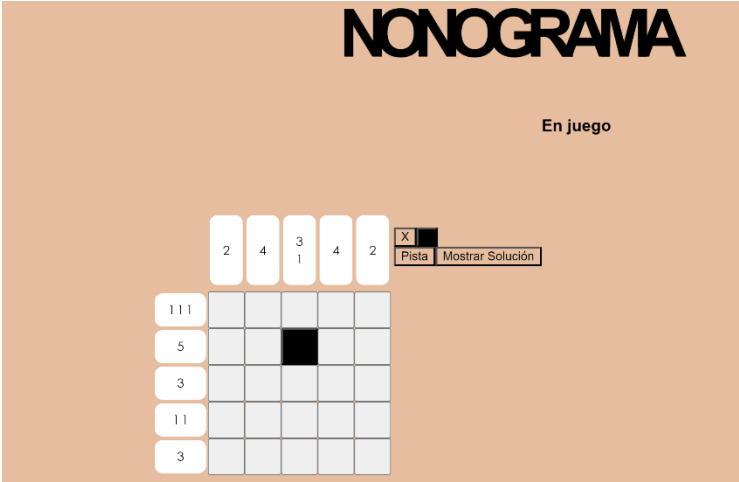 NONOGRAMA
En juego
2 4 3 4 2
1
X
Pista Mostrar Solución
1 1 1
5
3
1 1
3